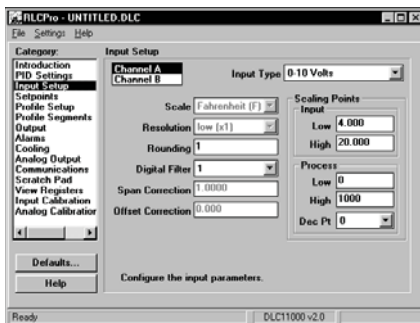 RLCPro - UNTITLED.DLC
File Settings Help
Category:
Introduction
PID Settings
Input Setup
Setpoints
Profile Setup
Profile Segments
Output
Alarms
Cooling
Analog Output
Communications
Scratch Pad
View Registers
Input Calibration
Analog Calibration
Defaults...
Help
Input Setup
Channel A
Channel B
Input Type 0-10 Volts
Scale Fahrenheit (F)
Resolution low (x1)
Rounding 1
Digital Filter 1
Span Correction 1.0000
Offset Correction 0.000
Scaling Points
Input
Low 4.000
High 20.000
Process
Low 0
High 1000
Dec Pt 0
Configure the input parameters.
Ready
DLC11000 v2.0